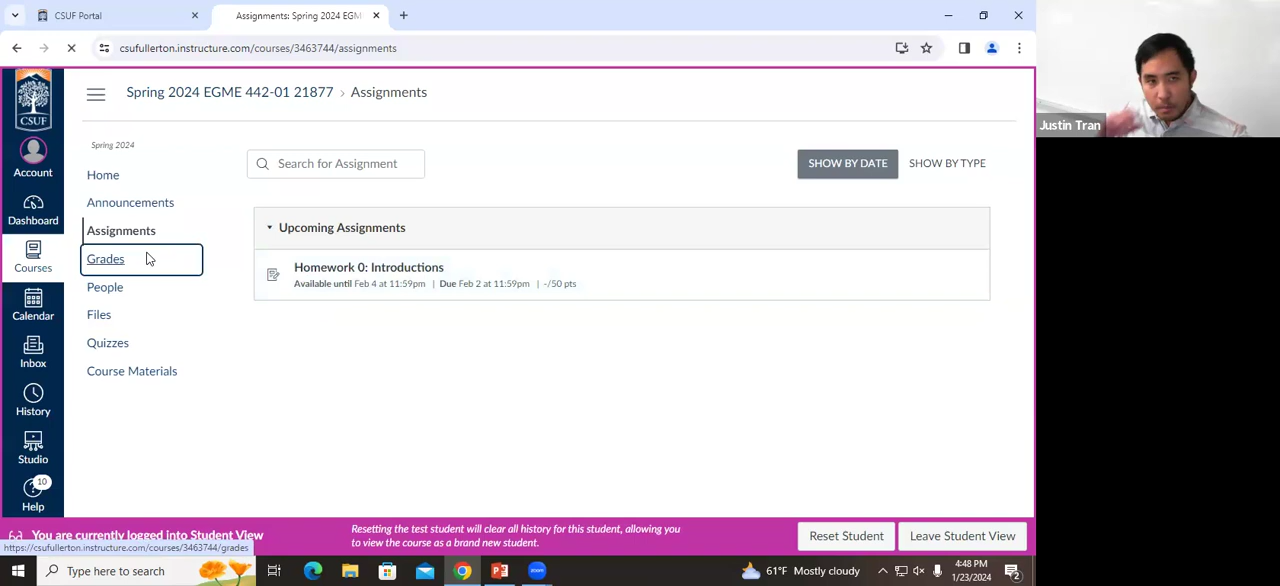 CSUF Portal
Assignments: Spring 2024 EGME
csufullerton.instructure.com/courses/3463744/assignments
CSUF
Account
Dashboard
Courses
Calendar
Inbox
History
Studio
10
Help
Spring 2024 EGME 442-01 21877 › Assignments
Spring 2024
Home
Announcements
Assignments
Grades
People
Files
Quizzes
Course Materials
Search for Assignment
SHOW BY DATE
SHOW BY TYPE
Upcoming Assignments
Homework 0: Introductions
Available until Feb 4 at 11:59pm | Due Feb 2 at 11:59pm | -/50 pts
Justin Tran
You are currently logged into Student View
Resetting the test student will clear all history for this student, allowing you
to view the course as a brand new student.
Reset Student
Leave Student View
https://csufullerton.instructure.com/courses/3463744/grades
Type here to search
61°F Mostly cloudy
4:48 PM
1/23/2024
2